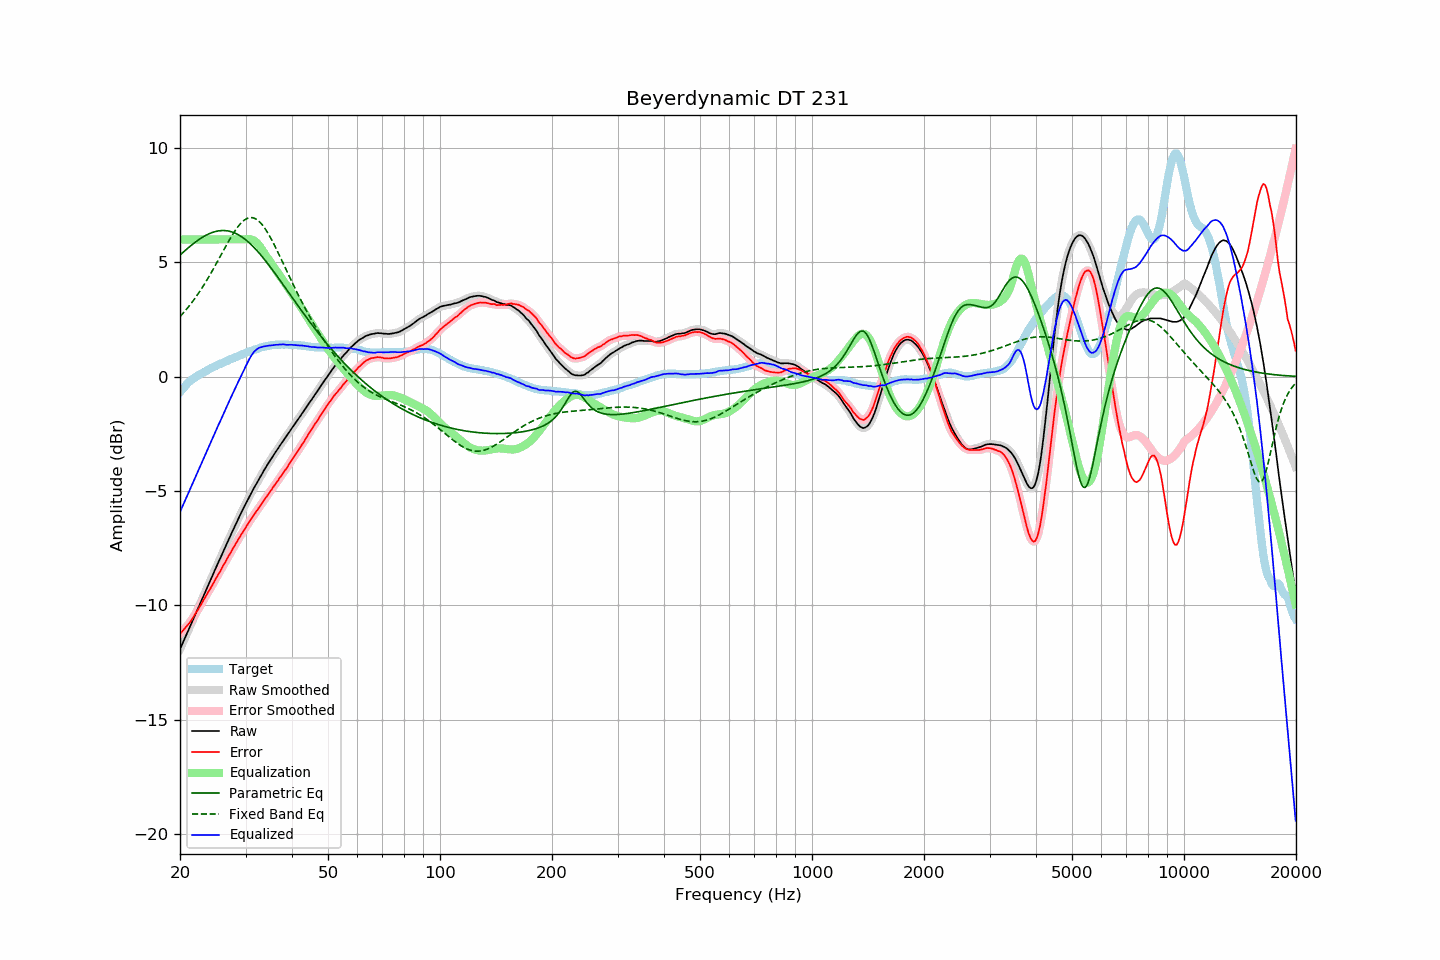 Beyerdynamic DT 231
Amplitude (dBr)
10
5
0
−5
−10
−15
−20
Target
Raw Smoothed
Error Smoothed
Raw
Error
Equalization
Parametric Eq
Fixed Band Eq
Equalized
20 50 100 200 500 1000 2000 5000 10000 20000
Frequency (Hz)